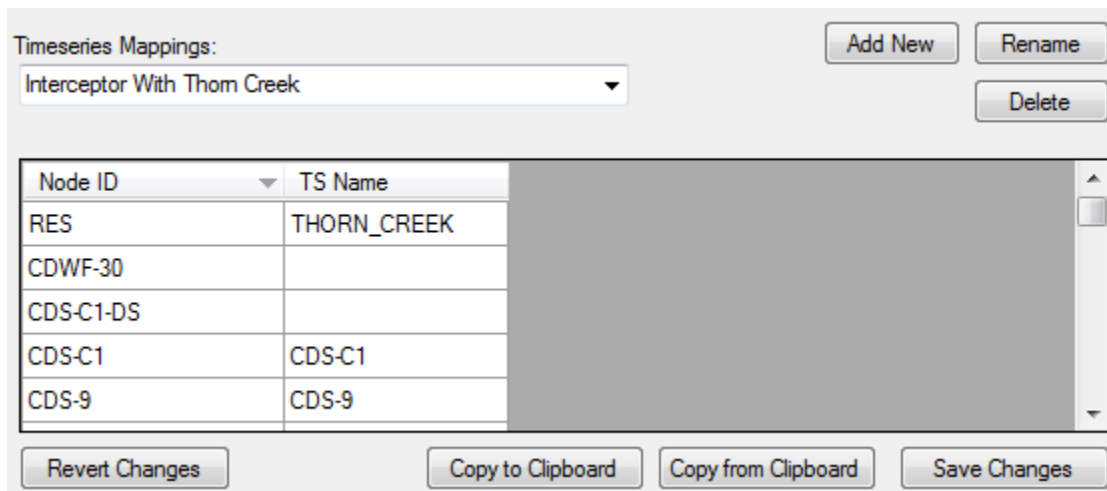 Timeseries Mappings:
Add New
Rename
Interceptor With Thorn Creek
Delete
Node ID TS Name
RES THORN_CREEK
CDWF-30
CDS-C1-DS
CDS-C1 CDS-C1
CDS-9 CDS-9
Revert Changes Copy to Clipboard Copy from Clipboard Save Changes